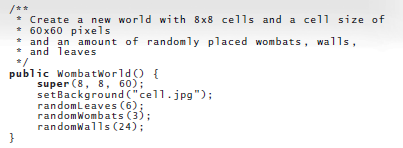 /**
 * Create a new world with 8x8 cells and a cell size of
 * 60x60 pixels
 * and an amount of randomly placed wombats, walls,
 * and leaves
 */
public WombatWorld() {
    super(8, 8, 60);
    setBackground("cell.jpg");
    randomLeaves(6);
    randomWombats(3);
    randomWalls(24);
}